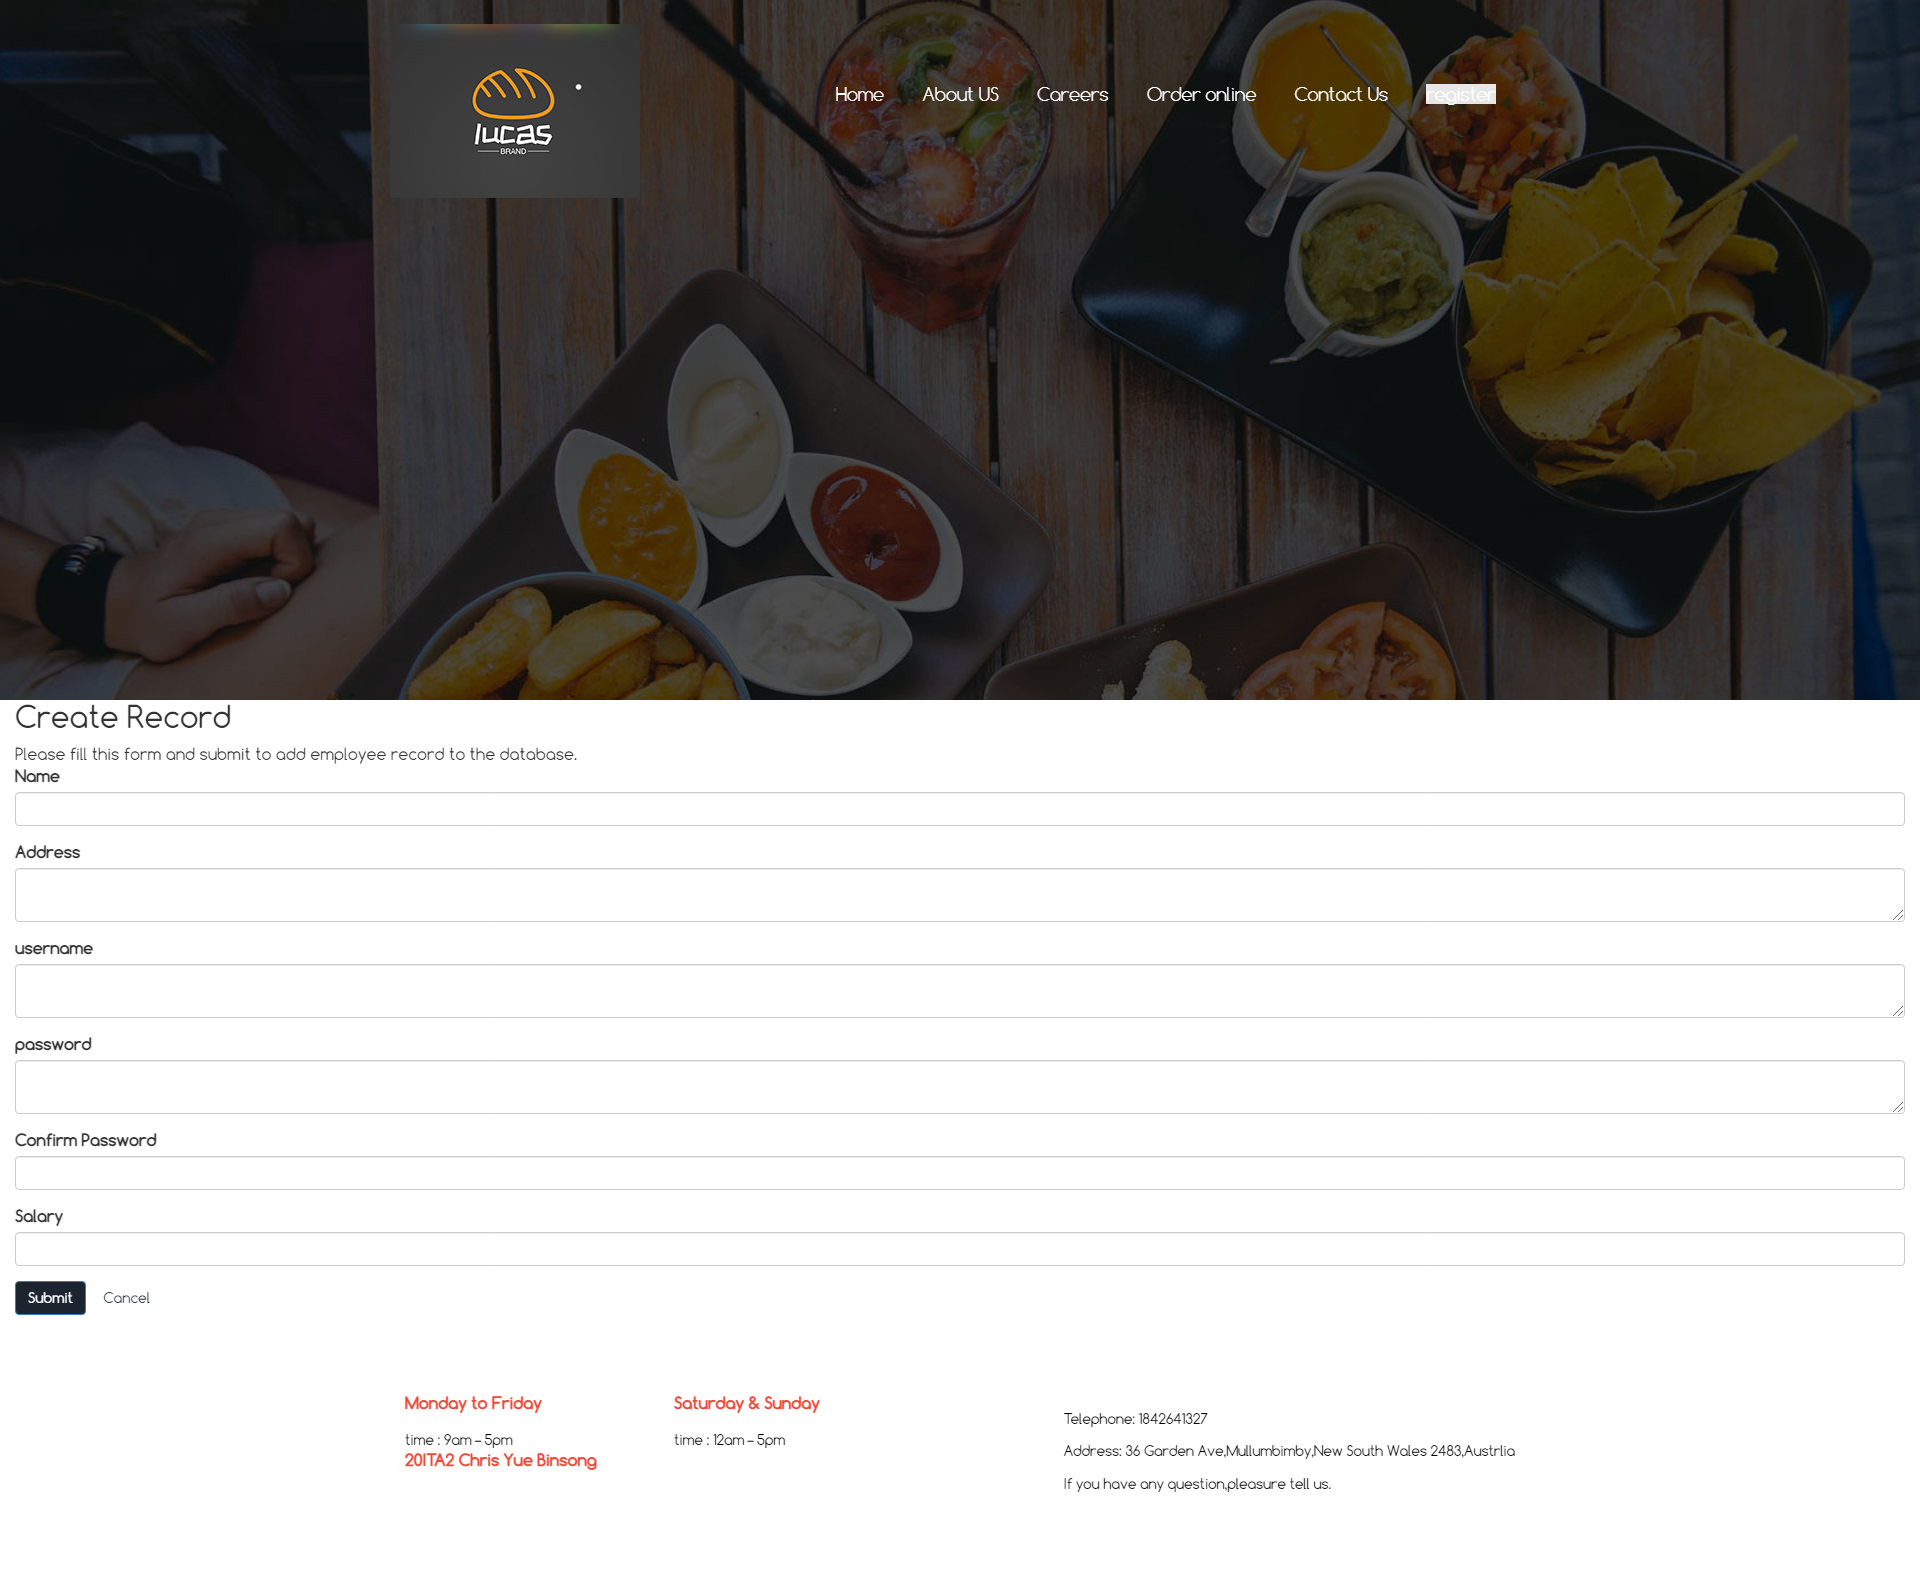 lucas
BRAND
Home About US Careers Order online Contact Us register
Create Record
Please fill this form and submit to add employee record to the database.
Name
Address
username
password
Confirm Password
Salary
Submit Cancel
Monday to Friday
time : 9am – 5pm
20ITA2 Chris Yue Binsong
Saturday & Sunday
time : 12am – 5pm
Telephone: 1842641327
Address: 36 Garden Ave,Mullumbimby,New South Wales 2483,Austrlia
If you have any question,pleasure tell us.